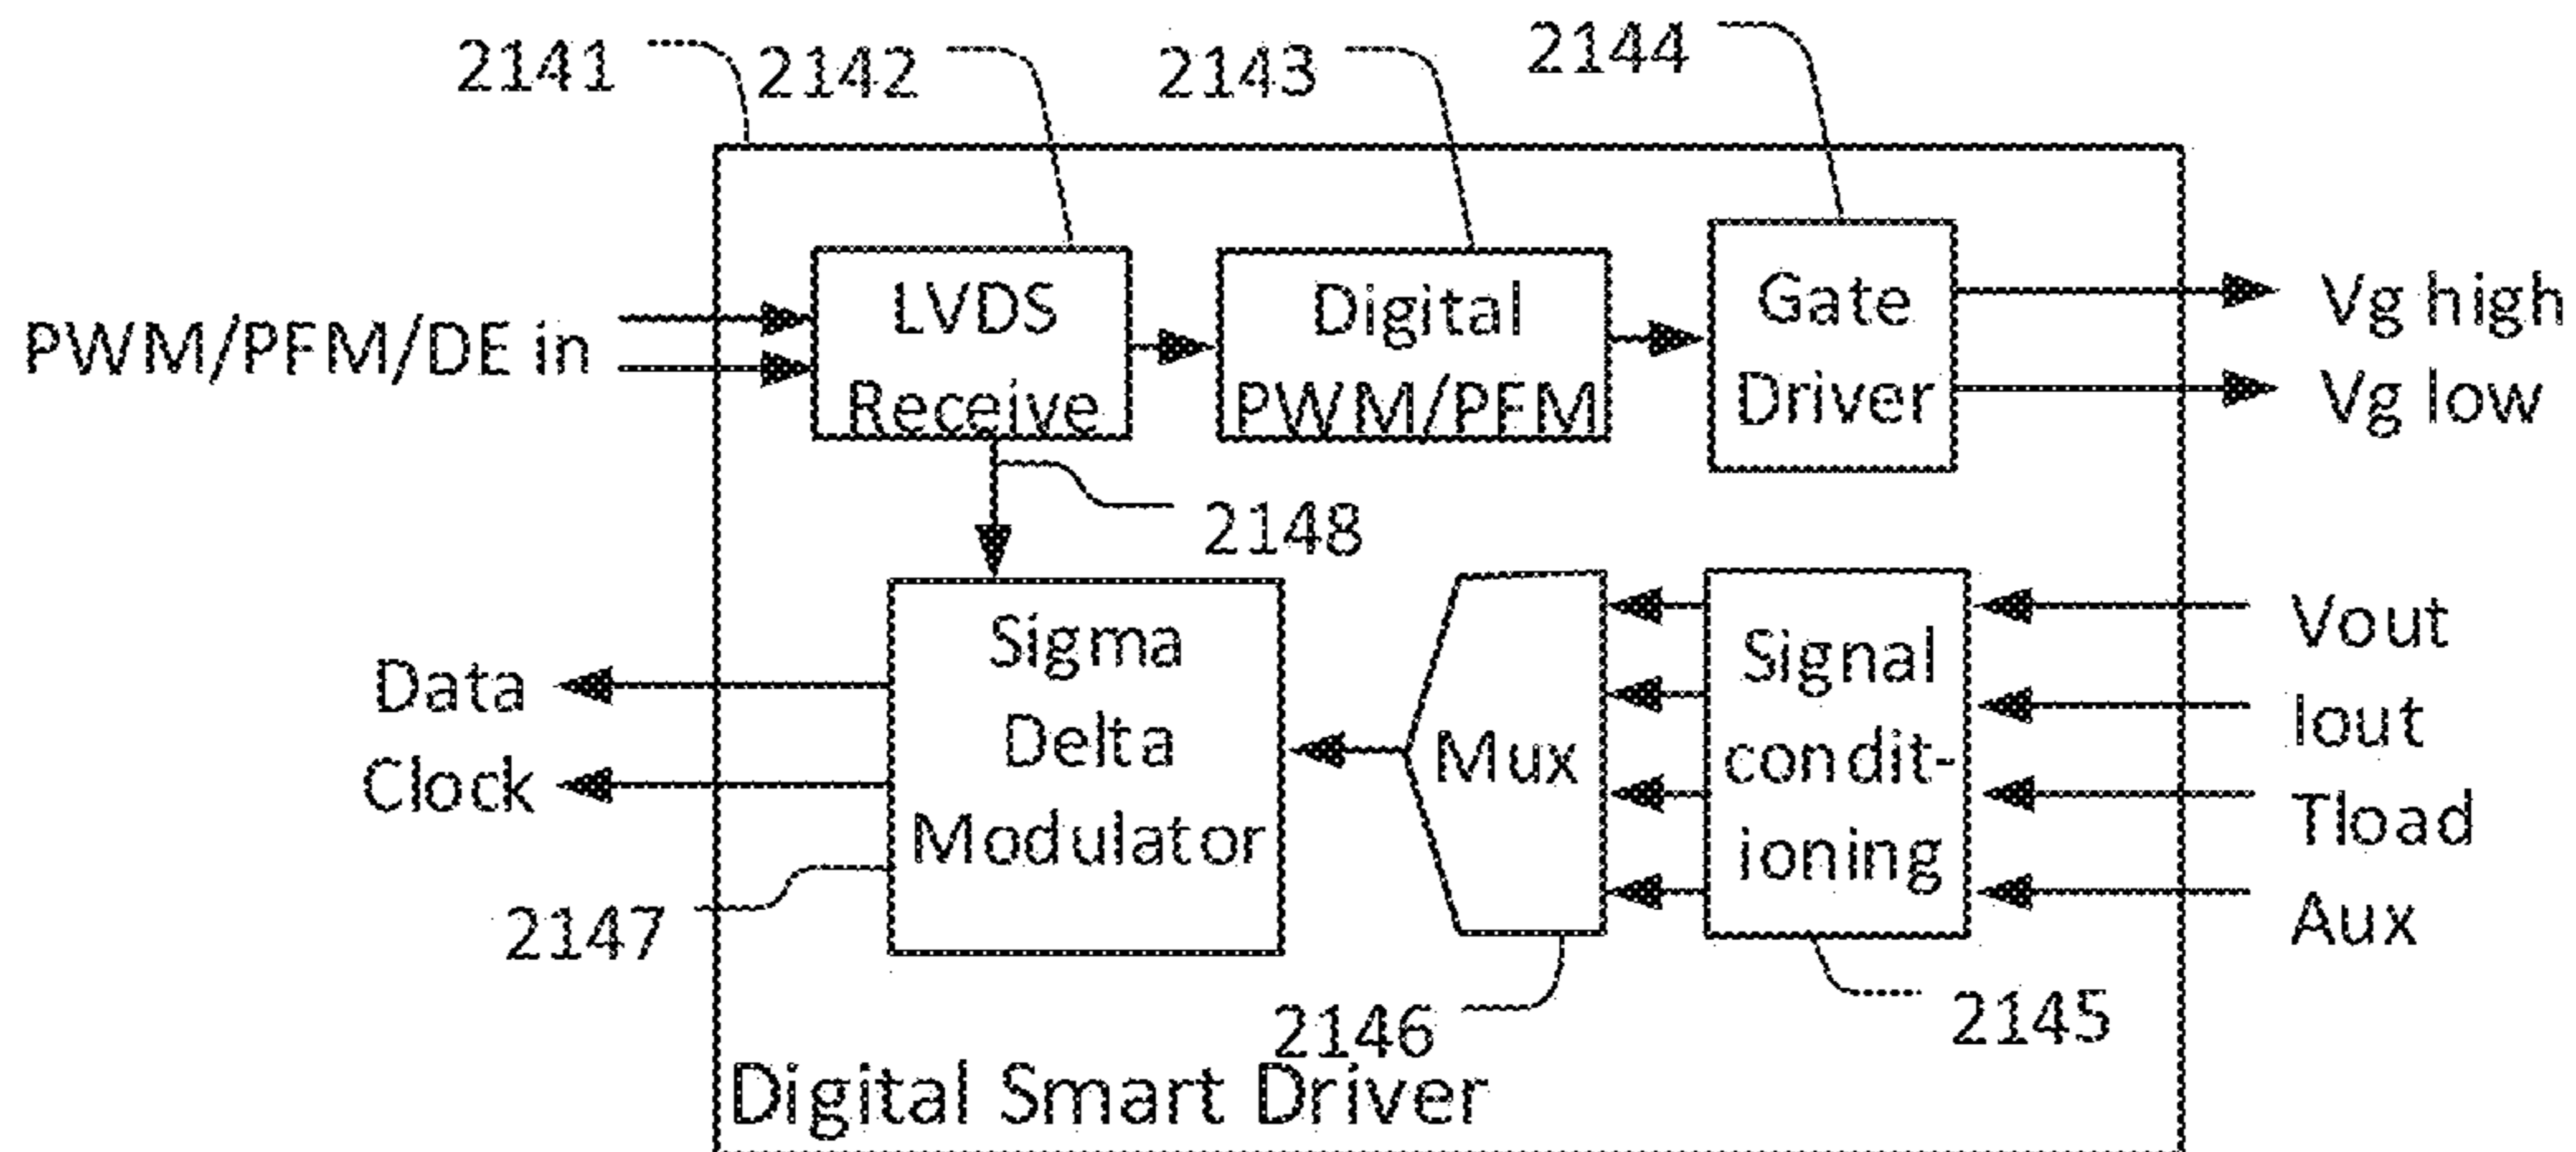 2141
2142
2143
2144
PWM/PFM/DE in
LVDS
Receive
Digital
PWM/PFM
Gate
Driver
Vg high
Vg low
2148
Data
Clock
Sigma
Delta
Modulator
Mux
Signal
condit-
ioning
Vout
Iout
Tload
Aux
2147
2146
2145
Digital Smart Driver